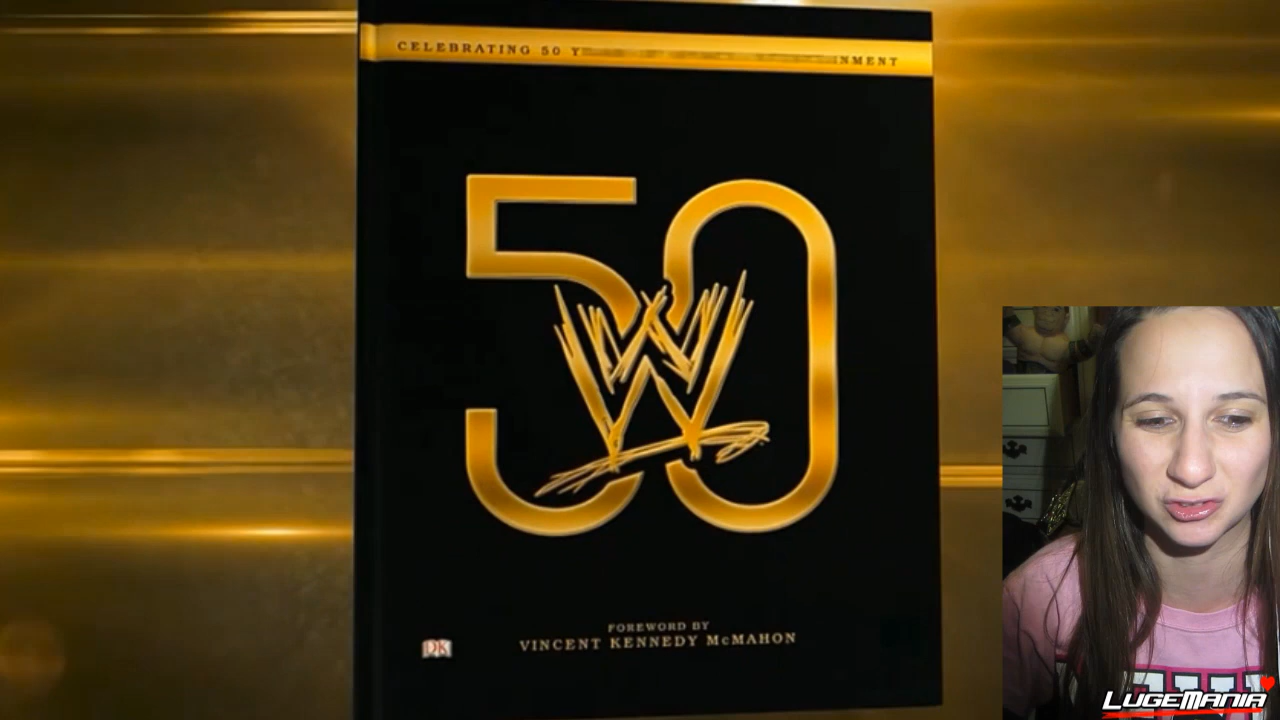 CELEBRATING 50
NMENT
50
W
FOREWORD BY
VINCENT KENNEDY McMAHON
DK
LUGEMANIA